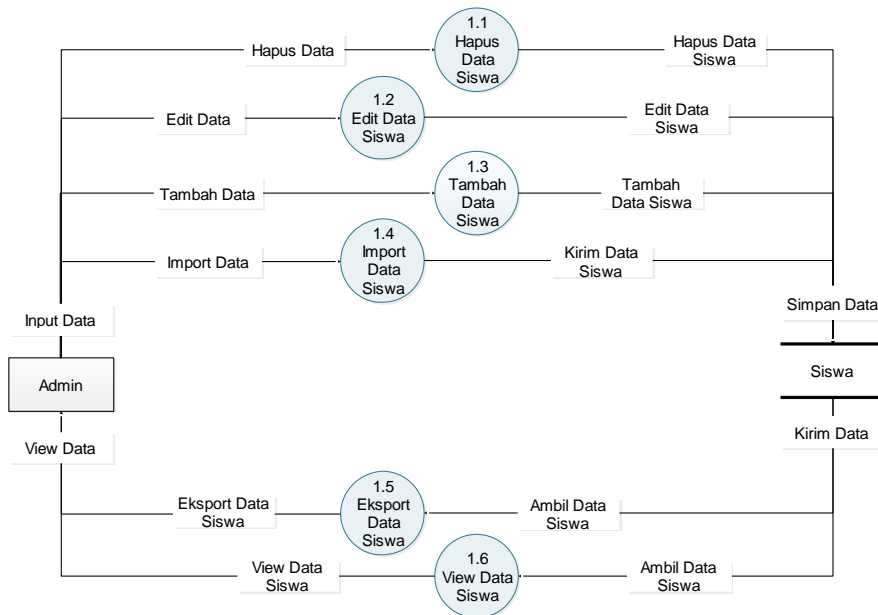 1.1
Hapus
Data
Siswa
Hapus Data
Hapus Data
Siswa
1.2
Edit Data
Siswa
Edit Data
Edit Data
Siswa
1.3
Tambah
Data
Siswa
Tambah Data
Tambah
Data Siswa
1.4
Import
Data
Siswa
Import Data
Kirim Data
Siswa
Input Data
Simpan Data
Admin
Siswa
View Data
Kirim Data
1.5
Eksport
Data
Siswa
Eksport Data
Siswa
Ambil Data
Siswa
1.6
View Data
Siswa
View Data
Siswa
Ambil Data
Siswa